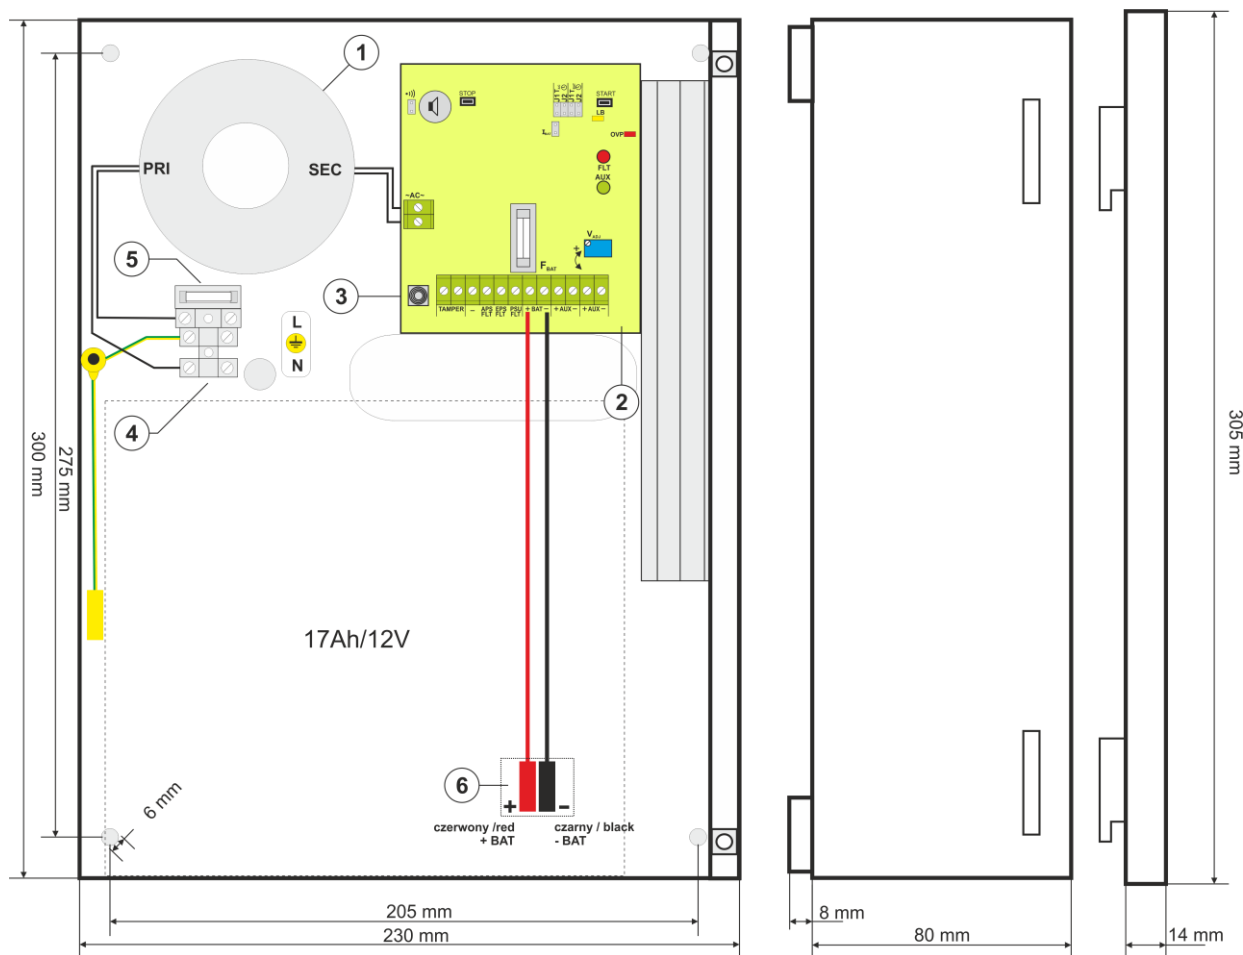 1
STOP
START
LB
OVP
FLT
AUX
PRI
SEC
~AC~
VADJ
+
5
3
FBAT
TAMPER
–
APS FLT
EPS FLT
PSU FLT
+ BAT –
+ AUX –
+ AUX –
L
N
2
4
300 mm
275 mm
305 mm
17Ah/12V
6
+
–
6 mm
czerwony /red
+ BAT
czarny / black
- BAT
205 mm
230 mm
8 mm
80 mm
14 mm